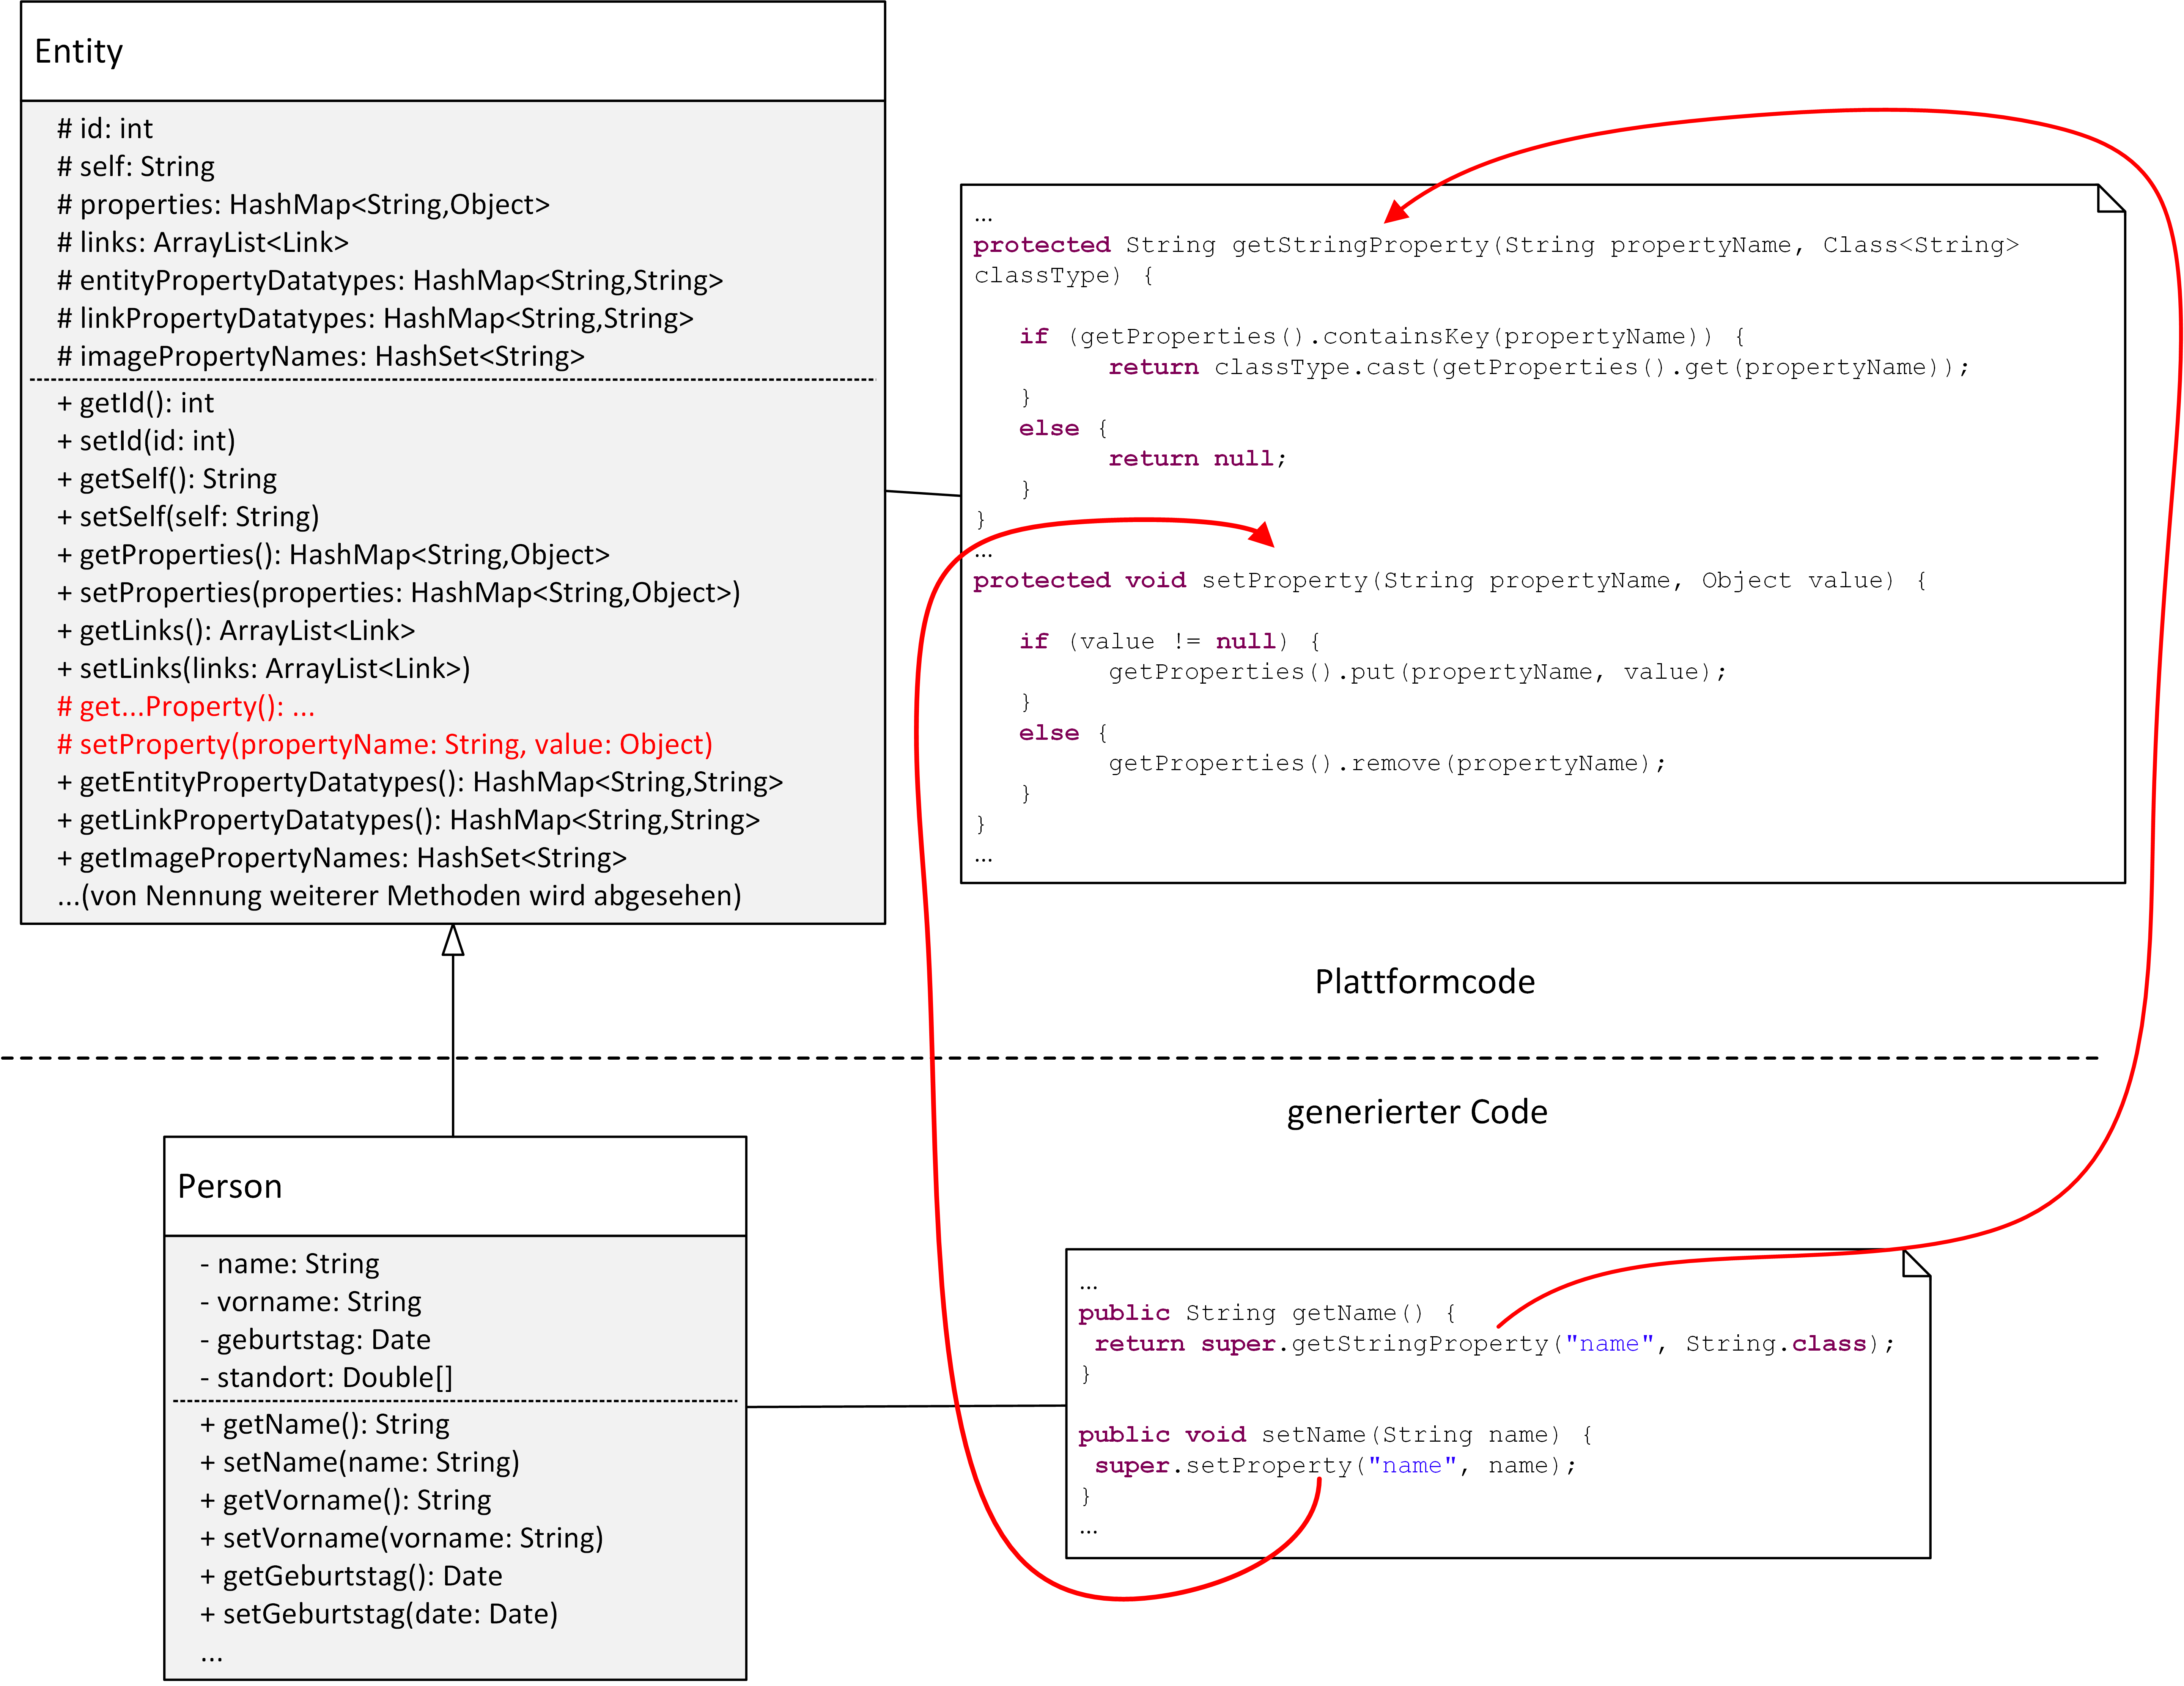 Entity
# id: int
# self: String
# properties: HashMap<String,Object>
# links: ArrayList<Link>
# entityPropertyDatatypes: HashMap<String,String>
# linkPropertyDatatypes: HashMap<String,String>
# imagePropertyNames: HashSet<String>
+ getId(): int
+ setId(id: int)
+ getSelf(): String
+ setSelf(self: String)
+ getProperties(): HashMap<String,Object>
+ setProperties(properties: HashMap<String,Object>)
+ getLinks(): ArrayList<Link>
+ setLinks(links: ArrayList<Link>)
# get...Property(): ...
# setProperty(propertyName: String, value: Object)
+ getEntityPropertyDatatypes(): HashMap<String,String>
+ getLinkPropertyDatatypes(): HashMap<String,String>
+ getImagePropertyNames: HashSet<String>
...(von Nennung weiterer Methoden wird abgesehen)
...
protected String getStringProperty(String propertyName, Class<String>
classType) {
if (getProperties().containsKey(propertyName)) {
return classType.cast(getProperties().get(propertyName));
}
else {
return null;
}
}
...
protected void setProperty(String propertyName, Object value) {
if (value != null) {
getProperties().put(propertyName, value);
}
else {
getProperties().remove(propertyName);
}
}
...
Plattformcode
generierter Code
Person
- name: String
- vorname: String
- geburtstag: Date
- standort: Double[]
+ getName(): String
+ setName(name: String)
+ getVorname(): String
+ setVorname(vorname: String)
+ getGeburtstag(): Date
+ setGeburtstag(date: Date)
...
...
public String getName() {
return super.getStringProperty("name", String.class);
}
public void setName(String name) {
super.setProperty("name", name);
}
...